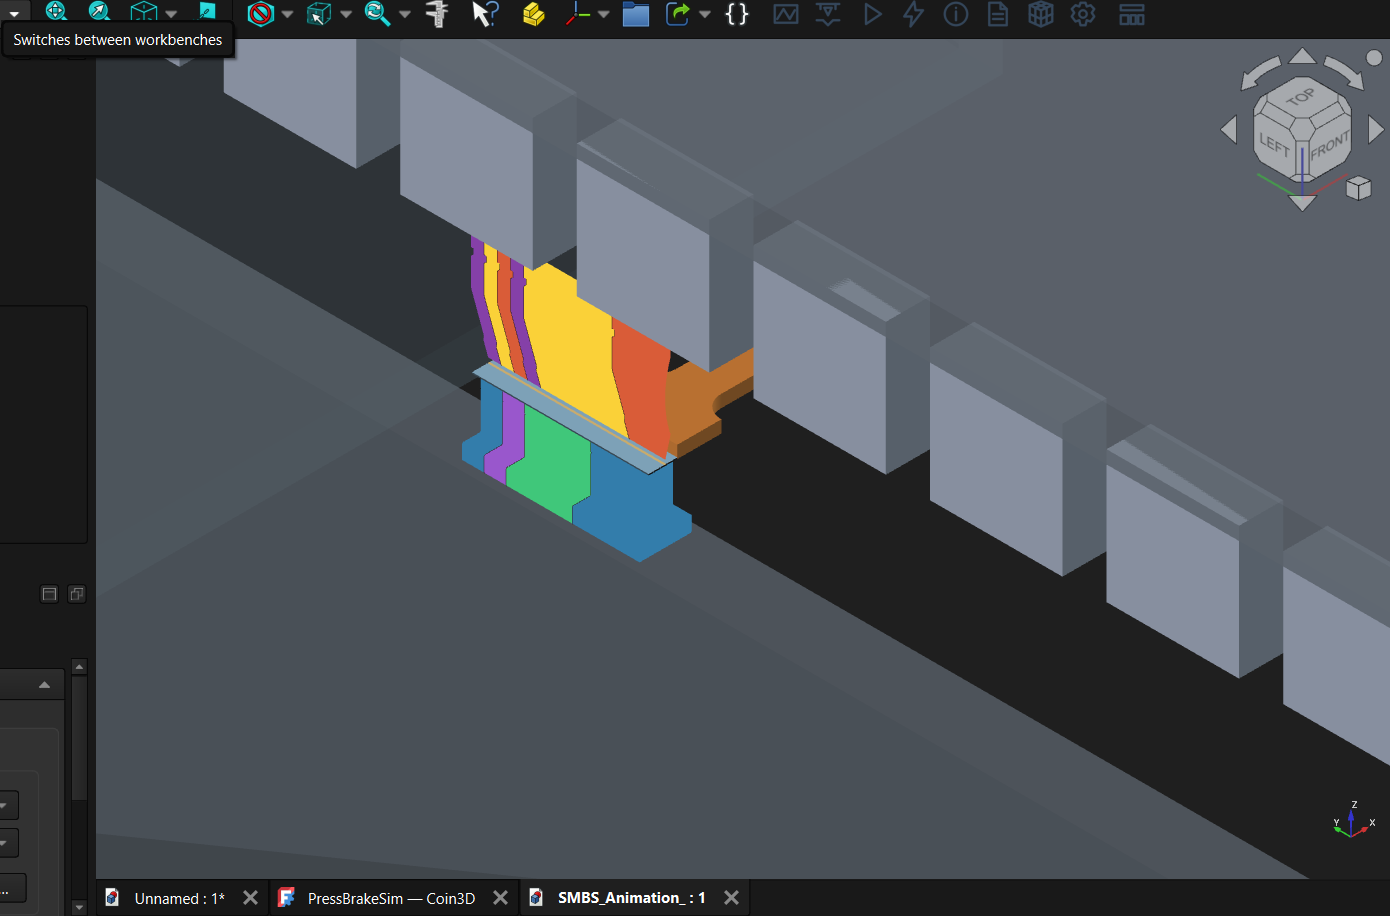 Switches between workbenches
{}
TOP
LEFT
FRONT
Z
Y
X
...
Unnamed : 1*
PressBrakeSim — Coin3D
SMBS_Animation_ : 1